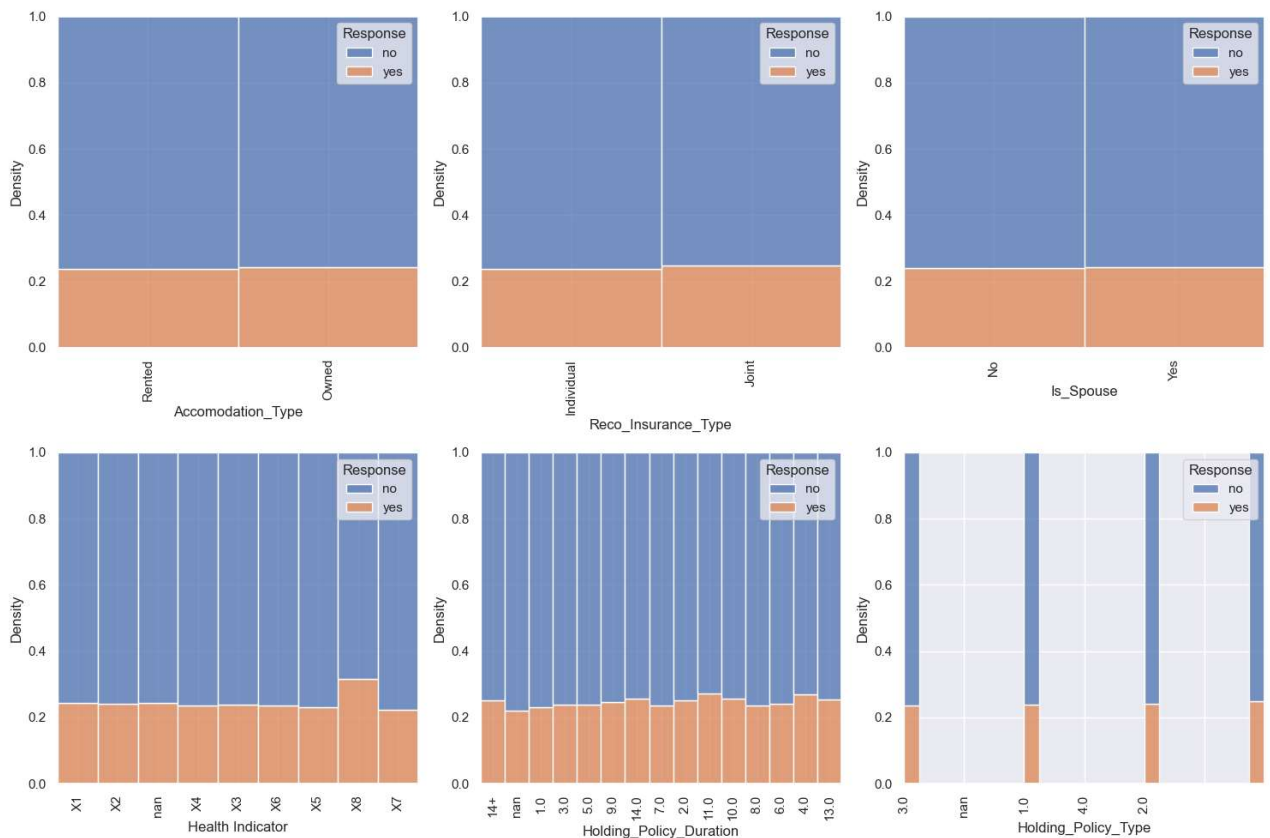 Response
no
yes
1.0
0.8
0.6
0.4
0.2
0.0
Density
Rented
Owned
Accomodation_Type
Response
no
yes
1.0
0.8
0.6
0.4
0.2
0.0
Density
Individual
Joint
Reco_Insurance_Type
Response
no
yes
1.0
0.8
0.6
0.4
0.2
0.0
Density
No
Yes
Is_Spouse
Response
no
yes
1.0
0.8
0.6
0.4
0.2
0.0
Density
X1
X2
nan
X4
X3
X6
X5
X8
X7
Health Indicator
Response
no
yes
1.0
0.8
0.6
0.4
0.2
0.0
Density
14+
nan
1.0
3.0
5.0
9.0
14.0
7.0
2.0
11.0
10.0
8.0
6.0
4.0
13.0
Holding_Policy_Duration
Response
no
yes
1.0
0.8
0.6
0.4
0.2
0.0
Density
3.0
nan
1.0
4.0
2.0
Holding_Policy_Type